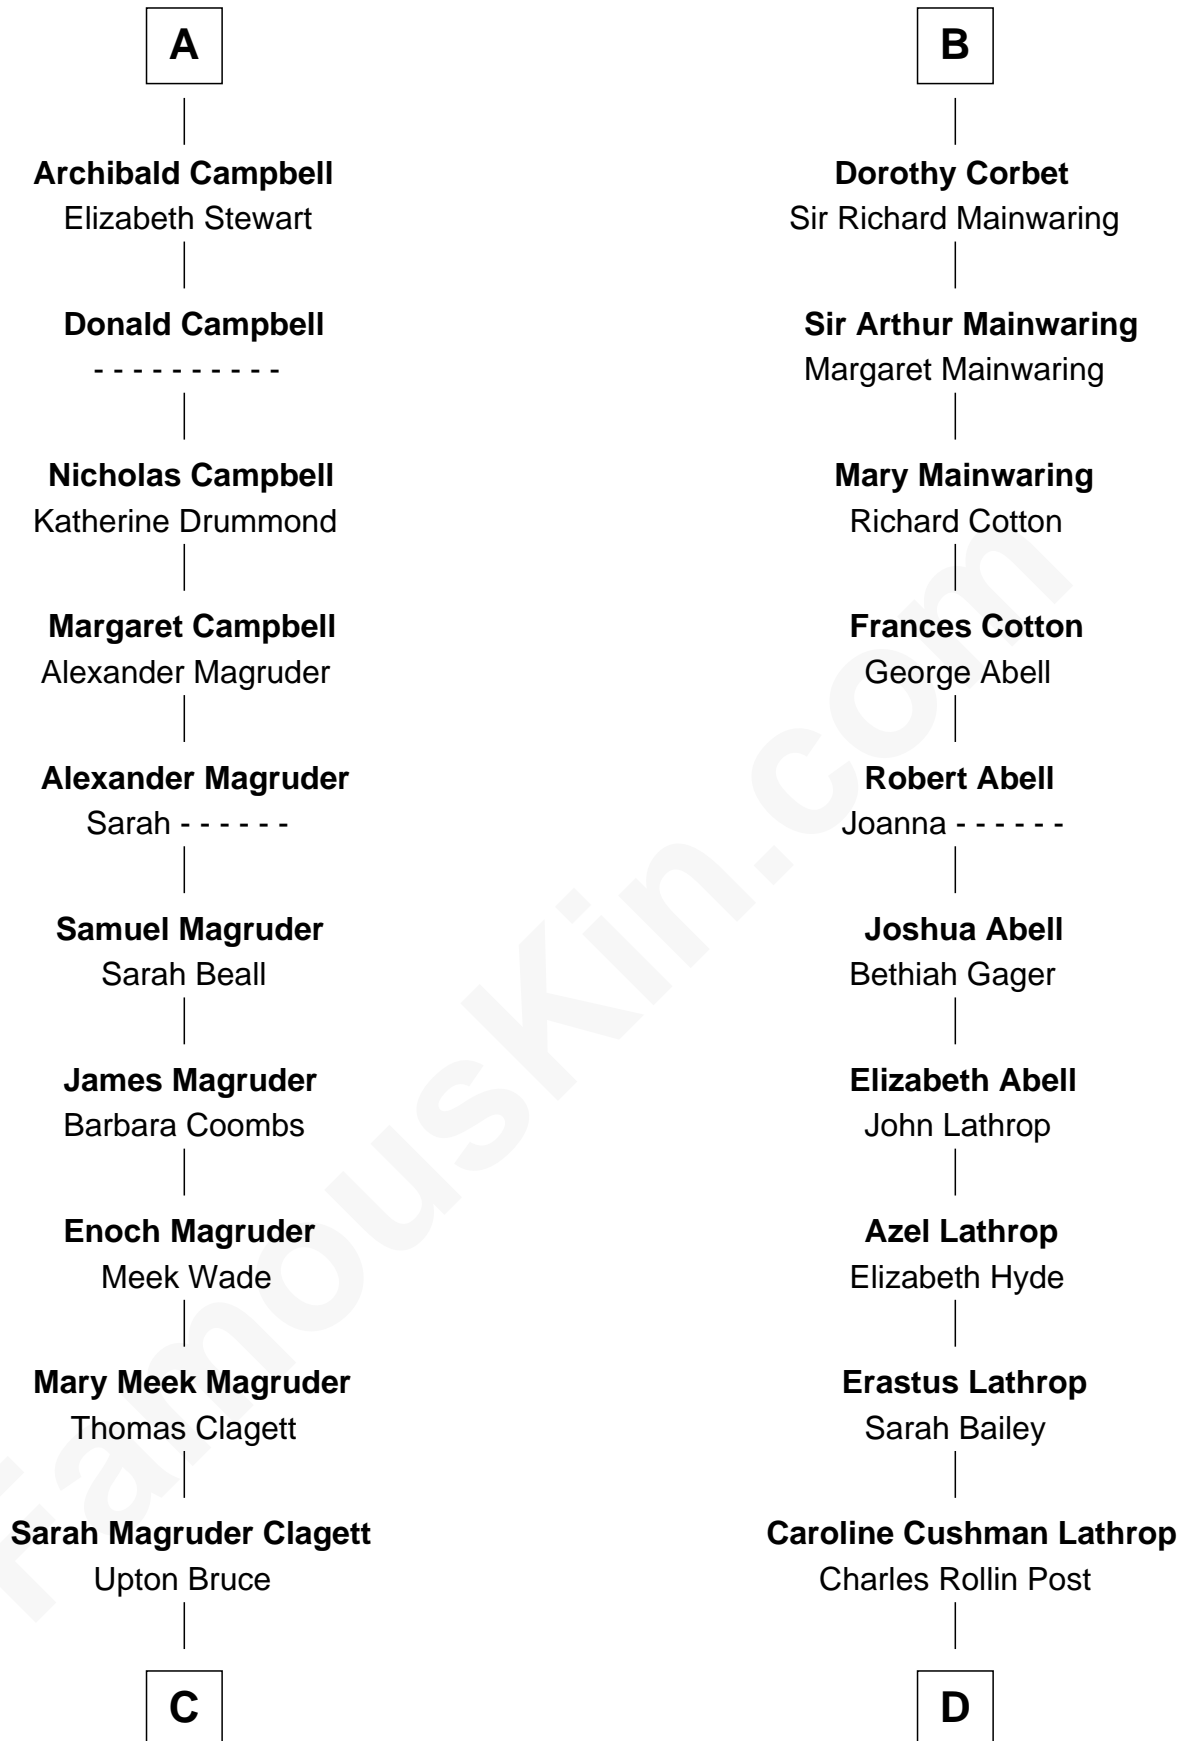 A
Archibald Campbell
Elizabeth Stewart
Donald Campbell
- - - - - - - - - -
Nicholas Campbell
Katherine Drummond
Margaret Campbell
Alexander Magruder
Alexander Magruder
Sarah - - - - - -
Samuel Magruder
Sarah Beall
James Magruder
Barbara Coombs
Enoch Magruder
Meek Wade
Mary Meek Magruder
Thomas Clagett
Sarah Magruder Clagett
Upton Bruce
C
B
Dorothy Corbet
Sir Richard Mainwaring
Sir Arthur Mainwaring
Margaret Mainwaring
Mary Mainwaring
Richard Cotton
Frances Cotton
George Abell
Robert Abell
Joanna - - - - - -
Joshua Abell
Bethiah Gager
Elizabeth Abell
John Lathrop
Azel Lathrop
Elizabeth Hyde
Erastus Lathrop
Sarah Bailey
Caroline Cushman Lathrop
Charles Rollin Post
D
FamousKin.com